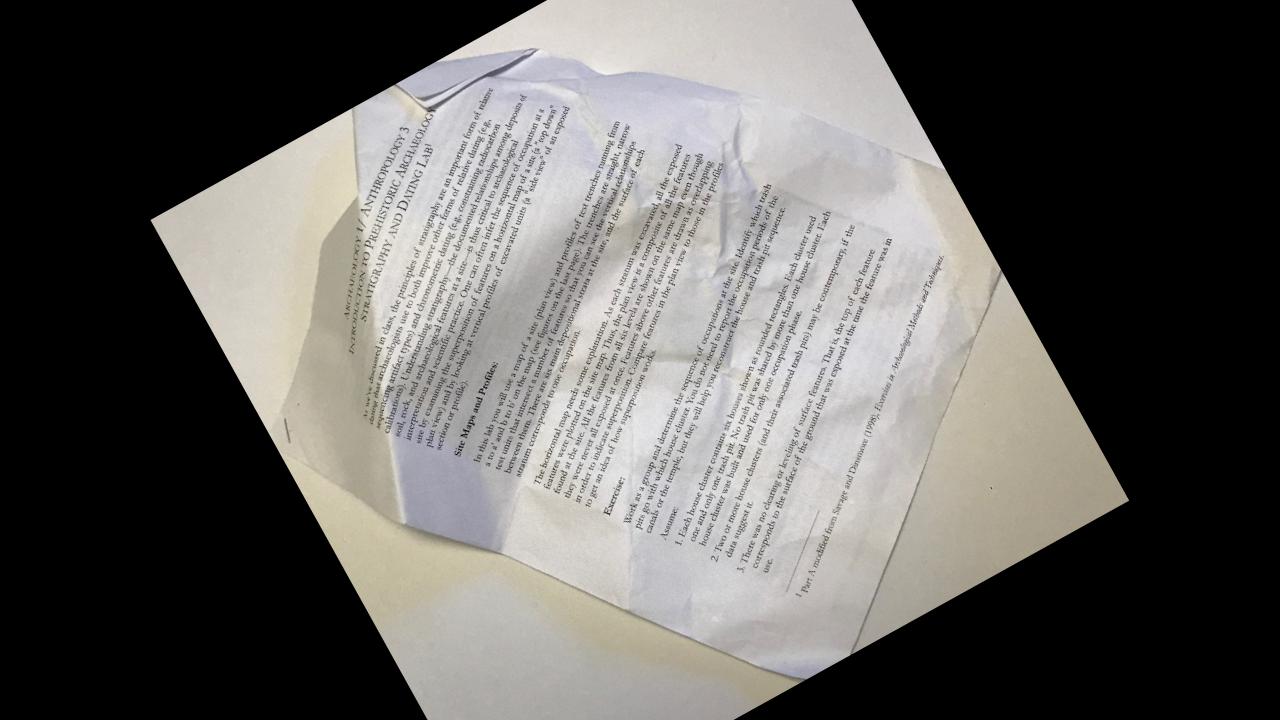 ARCHAEOLOGY 1 / ANTHROPOLOGY 3
INTRODUCTION TO PREHISTORIC ARCHAEOLOGY
STRATIGRAPHY AND DATING LAB¹
As we've discussed in class, the principles of stratigraphy are an important form of relative
dating that archaeologists use to both improve other forms of relative dating (e.g.,
sequencing artifact types) and chronometric dating (e.g., constraining radiocarbon
calibrations). Understanding stratigraphy—the documented relationships among deposits of
soil, rock, and archaeological features at a site—is thus critical to archaeological
interpretation and scientific practice. One can often infer the sequence of occupation at a
site by examining the superposition of features on a horizontal map of a site (a "top down"
plan view) and by looking at vertical profiles of excavated units (a "side view" of an exposed
section or profile).
Site Maps and Profiles:
In this lab you will use a map of a site (plan view) and profiles of test trenches running from
a to a' and b to b' on the map (see figures on the last page). The trenches are straight, narrow
test units that intersect a number of features so that you can see the vertical relationships
between them. There are six main depositional strata at the site, and the surface of each
stratum corresponds to one occupation.
The horizontal map needs some explanation. As each stratum was excavated, all the exposed
features were plotted on the site map. Thus, the plan view is a composite of all the features
found at the site. All the features from all six levels are shown on the same map even though
they were never all exposed at once. Features above other features are drawn as overlapping
in order to indicate superposition. Compare features in the plan view to those in the profiles
to get an idea of how superposition works.
Exercise:
Work as a group and determine the sequence of occupations at the site. Identify which trash
pits go with which house cluster. You do not need to report the occupation periods of the
canals or the temple, but they will help you reconstruct the house and trash pit sequence.
Assume:
1. Each house cluster contains six houses shown as rounded rectangles. Each cluster used
one and only one trash pit. No trash pit was shared by more than one house cluster. Each
house cluster was built and used for only one occupation phase.
2. Two or more house clusters (and their associated trash pits) may be contemporary, if the
data suggest it.
3. There was no clearing or leveling of surface features. That is, the top of each feature
corresponds to the surface of the ground that was exposed at the time the feature was in
use.
¹ Part A modified from Savage and Dinsmore (1998), Exercises in Archaeological Methods and Techniques.